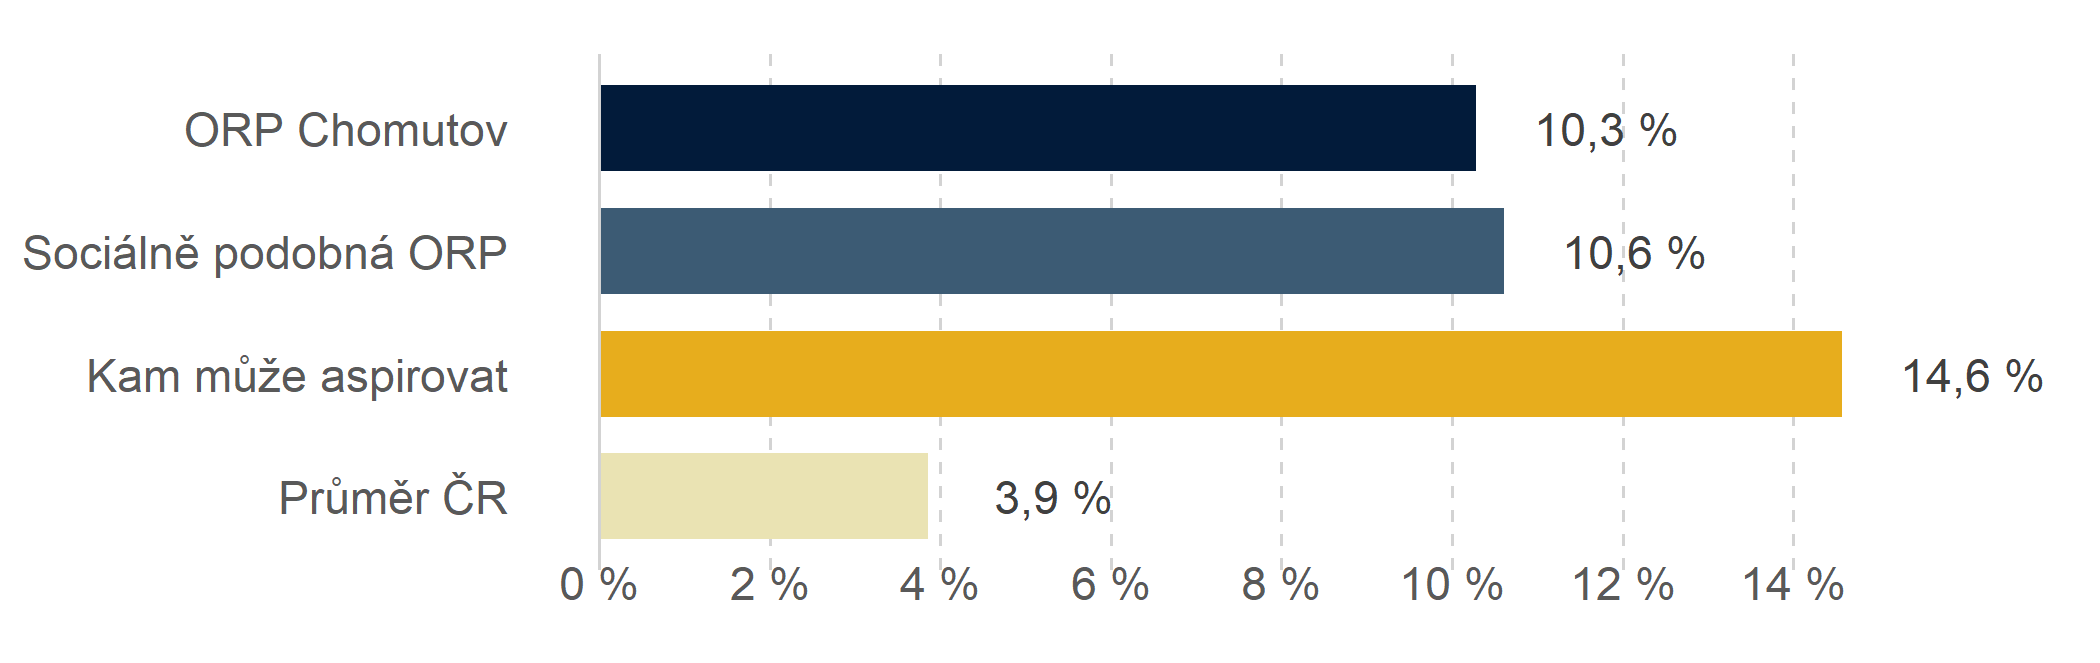 ORP Chomutov
10,3 %
Sociálně podobná ORP
10,6 %
Kam může aspirovat
14,6 %
Průměr ČR
3,9 %
0 % 2 % 4 % 6 % 8 % 10 % 12 % 14 %